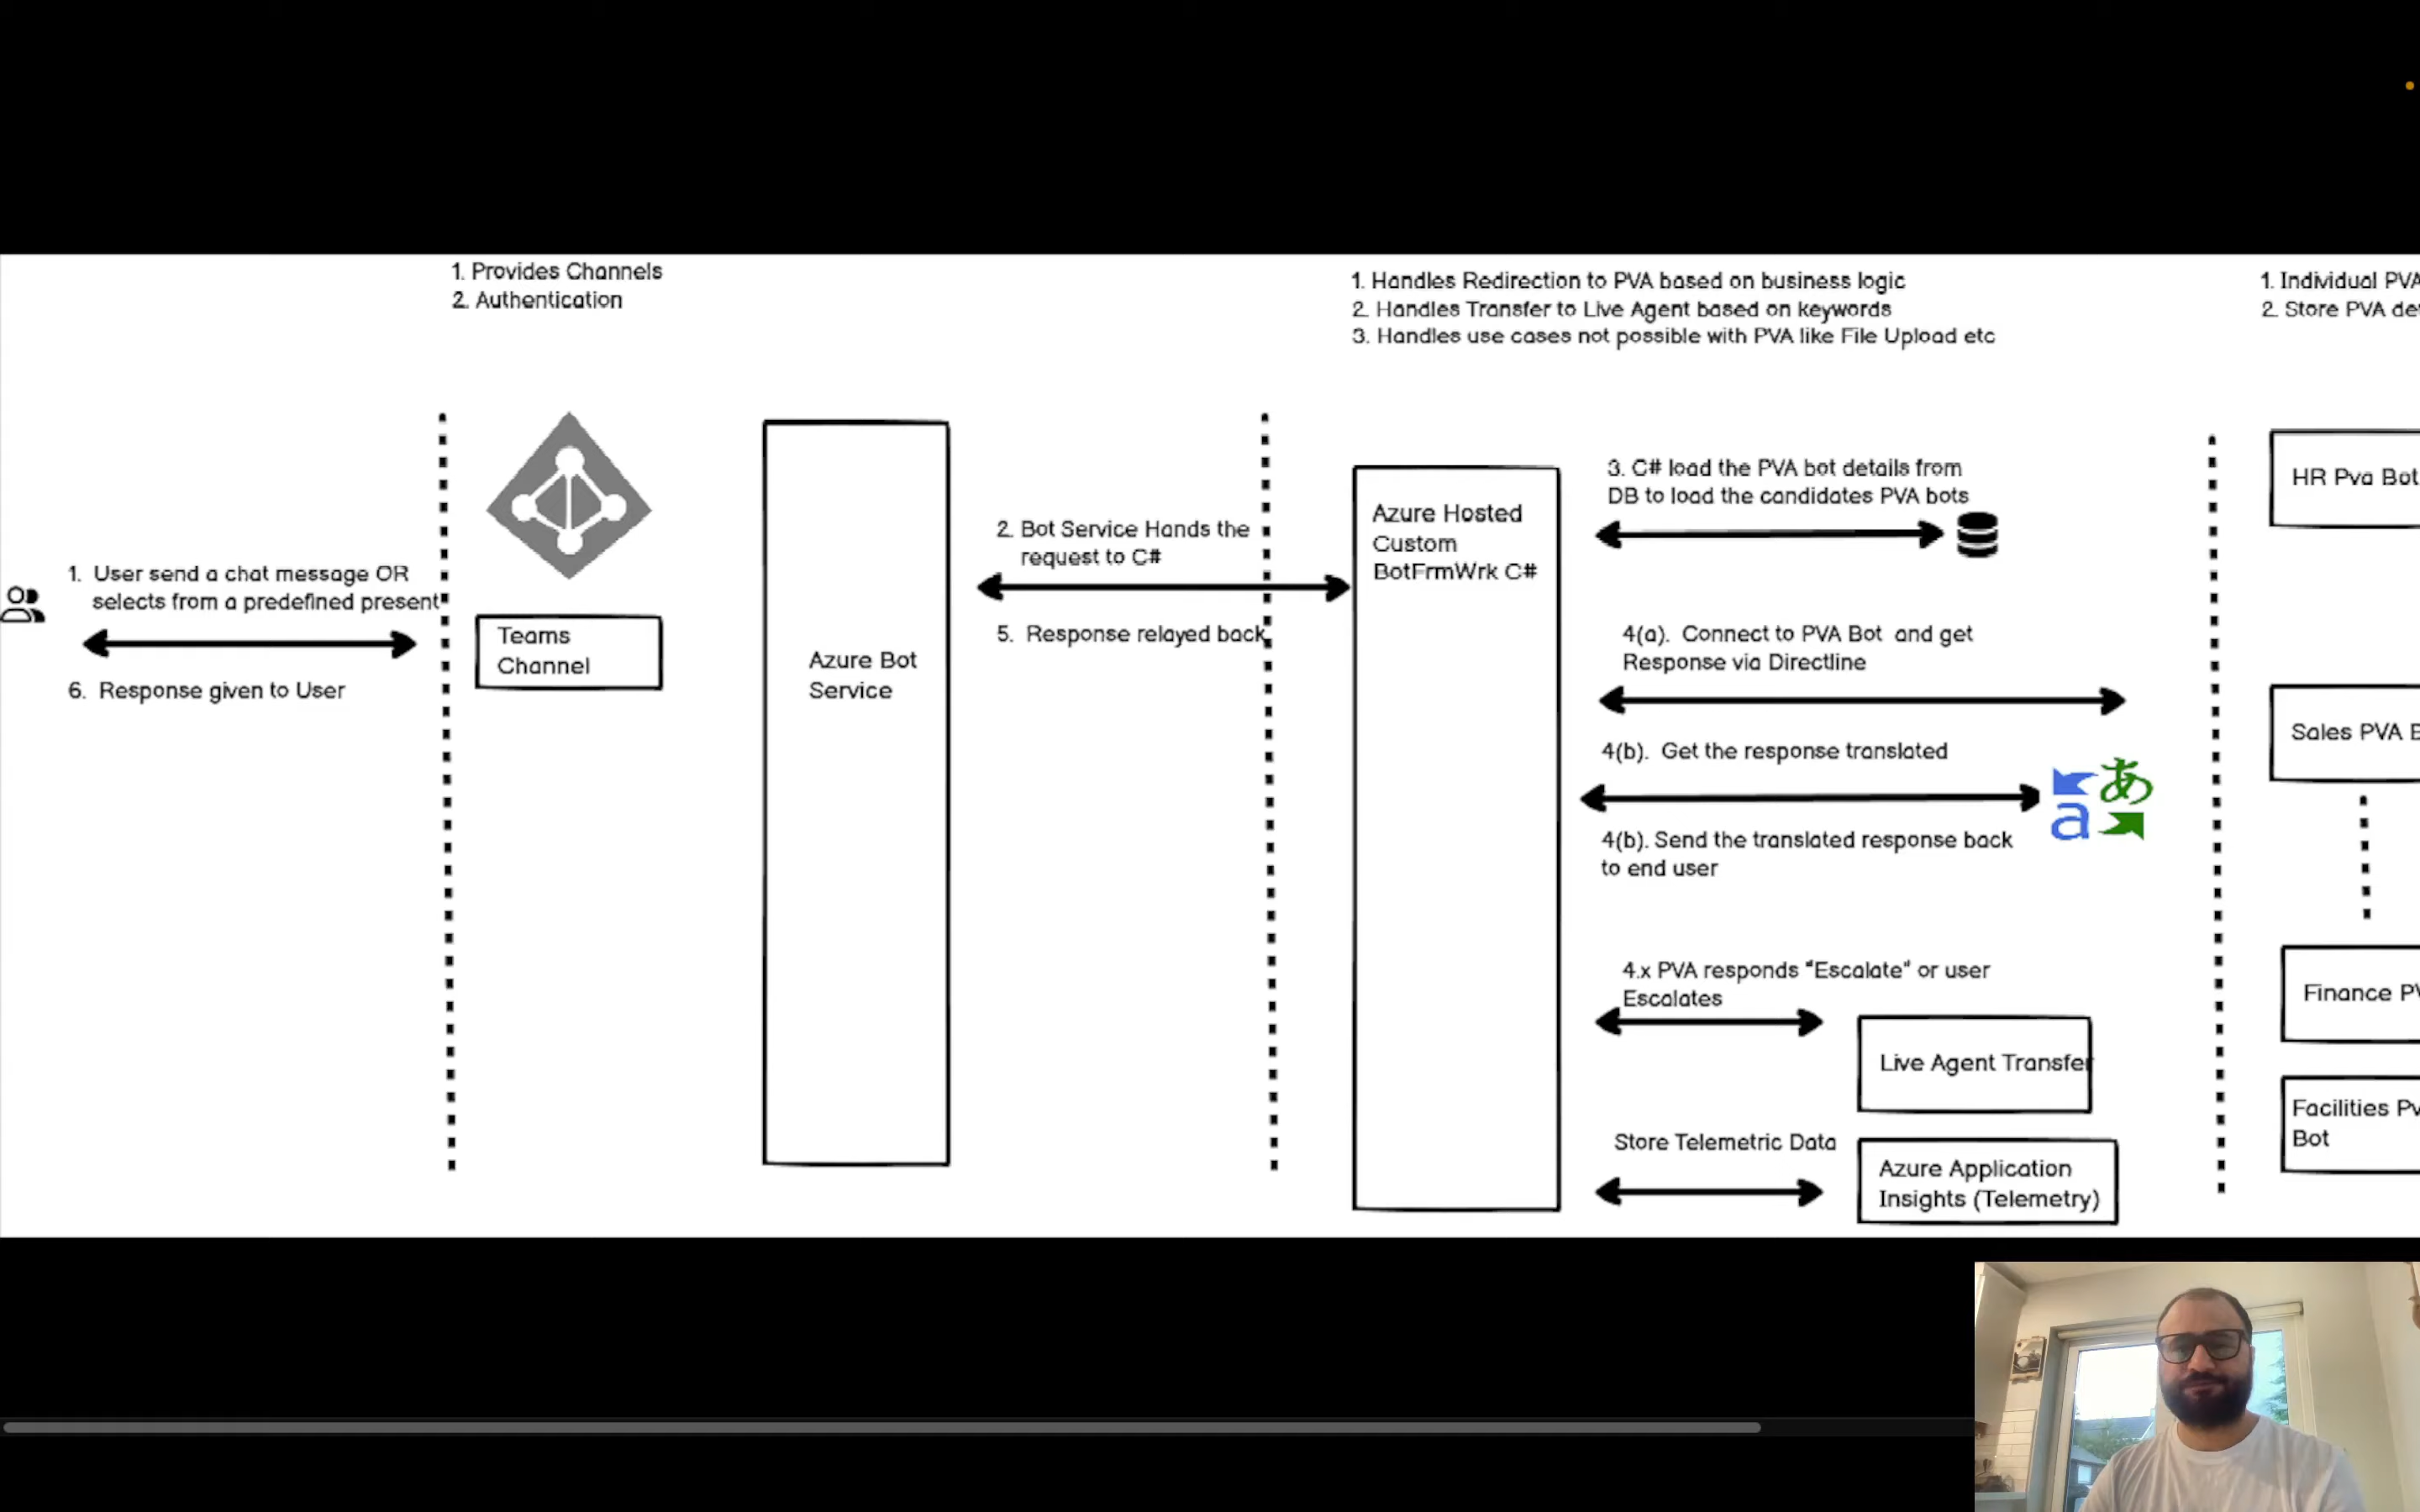 1. Provides Channels
2. Authentication
1. Handles Redirection to PVA based on business logic
2. Handles Transfer to Live Agent based on keywords
3. Handles use cases not possible with PVA like File Upload etc
1. Individual PVA
2. Store PVA
1. User send a chat message OR
selects from a predefined present
6. Response given to User
Teams
Channel
Azure Bot
Service
2. Bot Service Hands the
request to C#
5. Response relayed back
Azure Hosted
Custom
BotFrmWrk C#
3. C# load the PVA bot details from
DB to load the candidates PVA bots
4(a). Connect to PVA Bot and get
Response via Directline
4(b). Get the response translated
あ
a
4(b). Send the translated response back
to end user
4.x PVA responds "Escalate" or user
Escalates
Live Agent Transfer
Store Telemetric Data
Azure Application
Insights (Telemetry)
HR Pva Bot
Sales PVA
Finance
Facilities
Bot